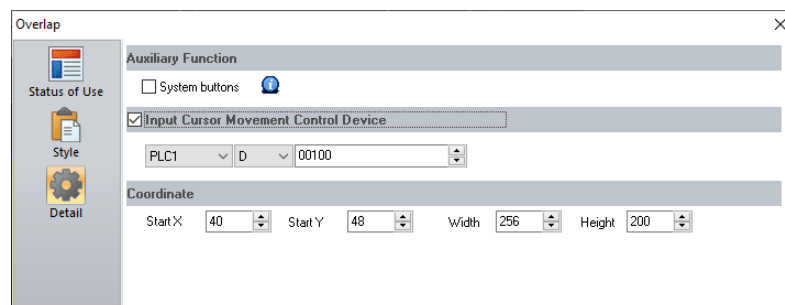 Overlap
Status of Use
Style
Detail
Auxiliary Function
System buttons
Input Cursor Movement Control Device
PLC1 D 00100
Coordinate
Start X 40 Start Y 48 Width 256 Height 200